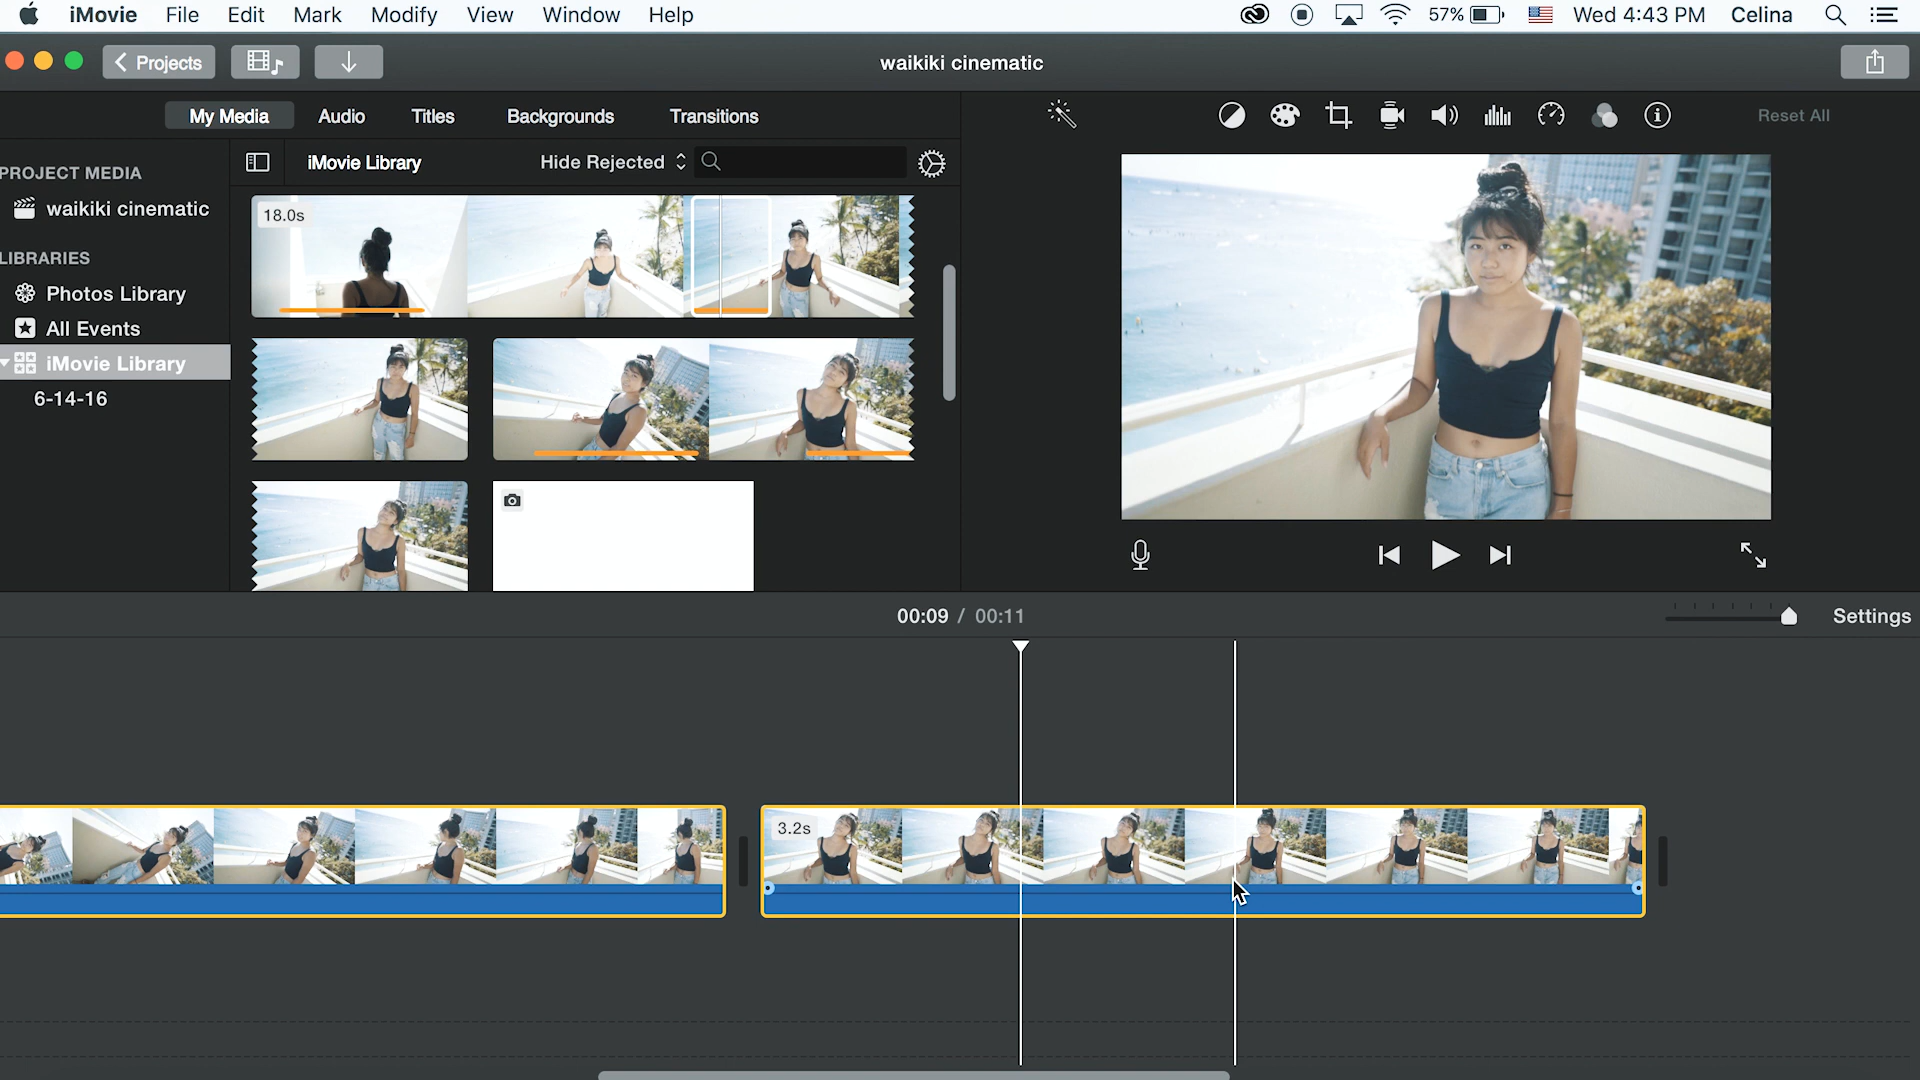 iMovie File Edit Mark Modify View Window Help 57% Wed 4:43 PM Celina
Projects waikiki cinematic
My Media Audio Titles Backgrounds Transitions Reset All
PROJECT MEDIA
waikiki cinematic
LIBRARIES
Photos Library
All Events
iMovie Library
6-14-16
iMovie Library Hide Rejected
18.0s
00:09 / 00:11 Settings
3.2s